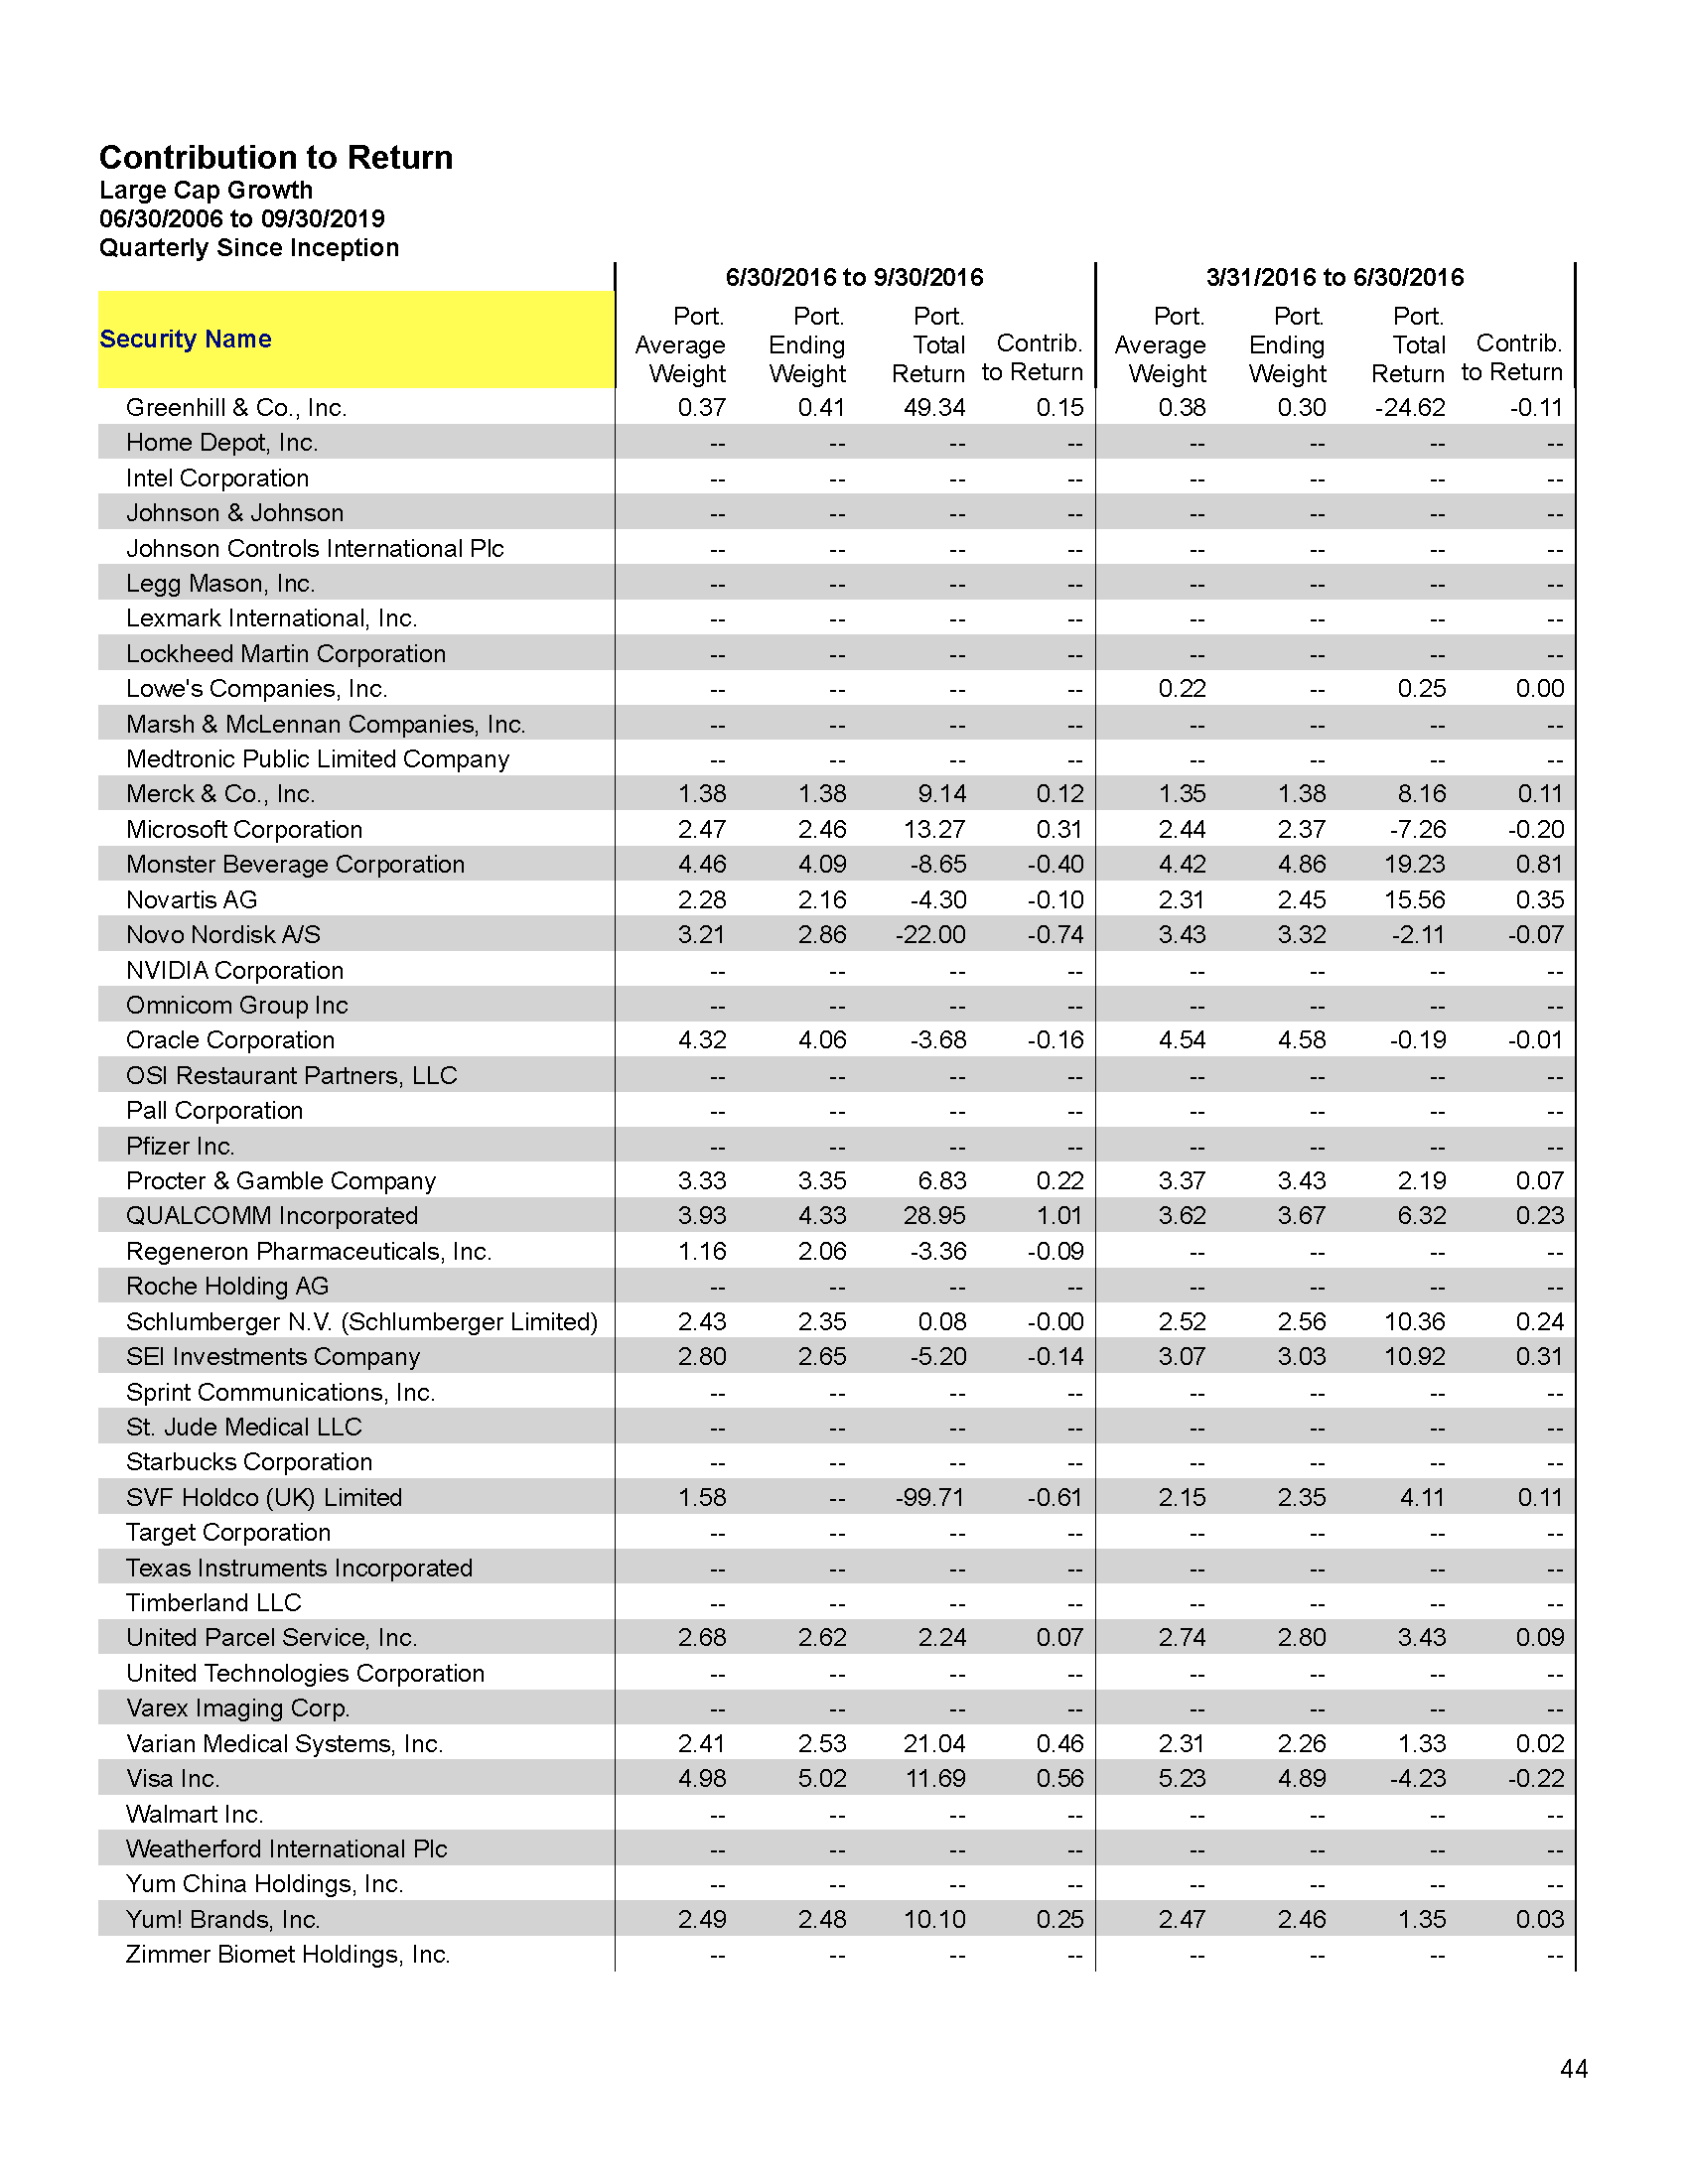 Contribution to Return
Large Cap Growth
06/30/2006 to 09/30/2019
Quarterly Since Inception
6/30/2016 to 9/30/2016 3/31/2016 to 6/30/2016
Security Name Port. Average Weight Port. Ending Weight Port. Total Return Contrib. to Return Port. Average Weight Port. Ending Weight Port. Total Return Contrib. to Return
Greenhill & Co., Inc. 0.37 0.41 49.34 0.15 0.38 0.30 -24.62 -0.11
Home Depot, Inc. -- -- -- -- -- -- -- --
Intel Corporation -- -- -- -- -- -- -- --
Johnson & Johnson -- -- -- -- -- -- -- --
Johnson Controls International Plc -- -- -- -- -- -- -- --
Legg Mason, Inc. -- -- -- -- -- -- -- --
Lexmark International, Inc. -- -- -- -- -- -- -- --
Lockheed Martin Corporation -- -- -- -- -- -- -- --
Lowe's Companies, Inc. -- -- -- -- 0.22 -- 0.25 0.00
Marsh & McLennan Companies, Inc. -- -- -- -- -- -- -- --
Medtronic Public Limited Company -- -- -- -- -- -- -- --
Merck & Co., Inc. 1.38 1.38 9.14 0.12 1.35 1.38 8.16 0.11
Microsoft Corporation 2.47 2.46 13.27 0.31 2.44 2.37 -7.26 -0.20
Monster Beverage Corporation 4.46 4.09 -8.65 -0.40 4.42 4.86 19.23 0.81
Novartis AG 2.28 2.16 -4.30 -0.10 2.31 2.45 15.56 0.35
Novo Nordisk A/S 3.21 2.86 -22.00 -0.74 3.43 3.32 -2.11 -0.07
NVIDIA Corporation -- -- -- -- -- -- -- --
Omnicom Group Inc -- -- -- -- -- -- -- --
Oracle Corporation 4.32 4.06 -3.68 -0.16 4.54 4.58 -0.19 -0.01
OSI Restaurant Partners, LLC -- -- -- -- -- -- -- --
Pall Corporation -- -- -- -- -- -- -- --
Pfizer Inc. -- -- -- -- -- -- -- --
Procter & Gamble Company 3.33 3.35 6.83 0.22 3.37 3.43 2.19 0.07
QUALCOMM Incorporated 3.93 4.33 28.95 1.01 3.62 3.67 6.32 0.23
Regeneron Pharmaceuticals, Inc. 1.16 2.06 -3.36 -0.09 -- -- -- --
Roche Holding AG -- -- -- -- -- -- -- --
Schlumberger N.V. (Schlumberger Limited) 2.43 2.35 0.08 -0.00 2.52 2.56 10.36 0.24
SEI Investments Company 2.80 2.65 -5.20 -0.14 3.07 3.03 10.92 0.31
Sprint Communications, Inc. -- -- -- -- -- -- -- --
St. Jude Medical LLC -- -- -- -- -- -- -- --
Starbucks Corporation -- -- -- -- -- -- -- --
SVF Holdco (UK) Limited 1.58 -- -99.71 -0.61 2.15 2.35 4.11 0.11
Target Corporation -- -- -- -- -- -- -- --
Texas Instruments Incorporated -- -- -- -- -- -- -- --
Timberland LLC -- -- -- -- -- -- -- --
United Parcel Service, Inc. 2.68 2.62 2.24 0.07 2.74 2.80 3.43 0.09
United Technologies Corporation -- -- -- -- -- -- -- --
Varex Imaging Corp. -- -- -- -- -- -- -- --
Varian Medical Systems, Inc. 2.41 2.53 21.04 0.46 2.31 2.26 1.33 0.02
Visa Inc. 4.98 5.02 11.69 0.56 5.23 4.89 -4.23 -0.22
Walmart Inc. -- -- -- -- -- -- -- --
Weatherford International Plc -- -- -- -- -- -- -- --
Yum China Holdings, Inc. -- -- -- -- -- -- -- --
Yum! Brands, Inc. 2.49 2.48 10.10 0.25 2.47 2.46 1.35 0.03
Zimmer Biomet Holdings, Inc. -- -- -- -- -- -- -- --
44